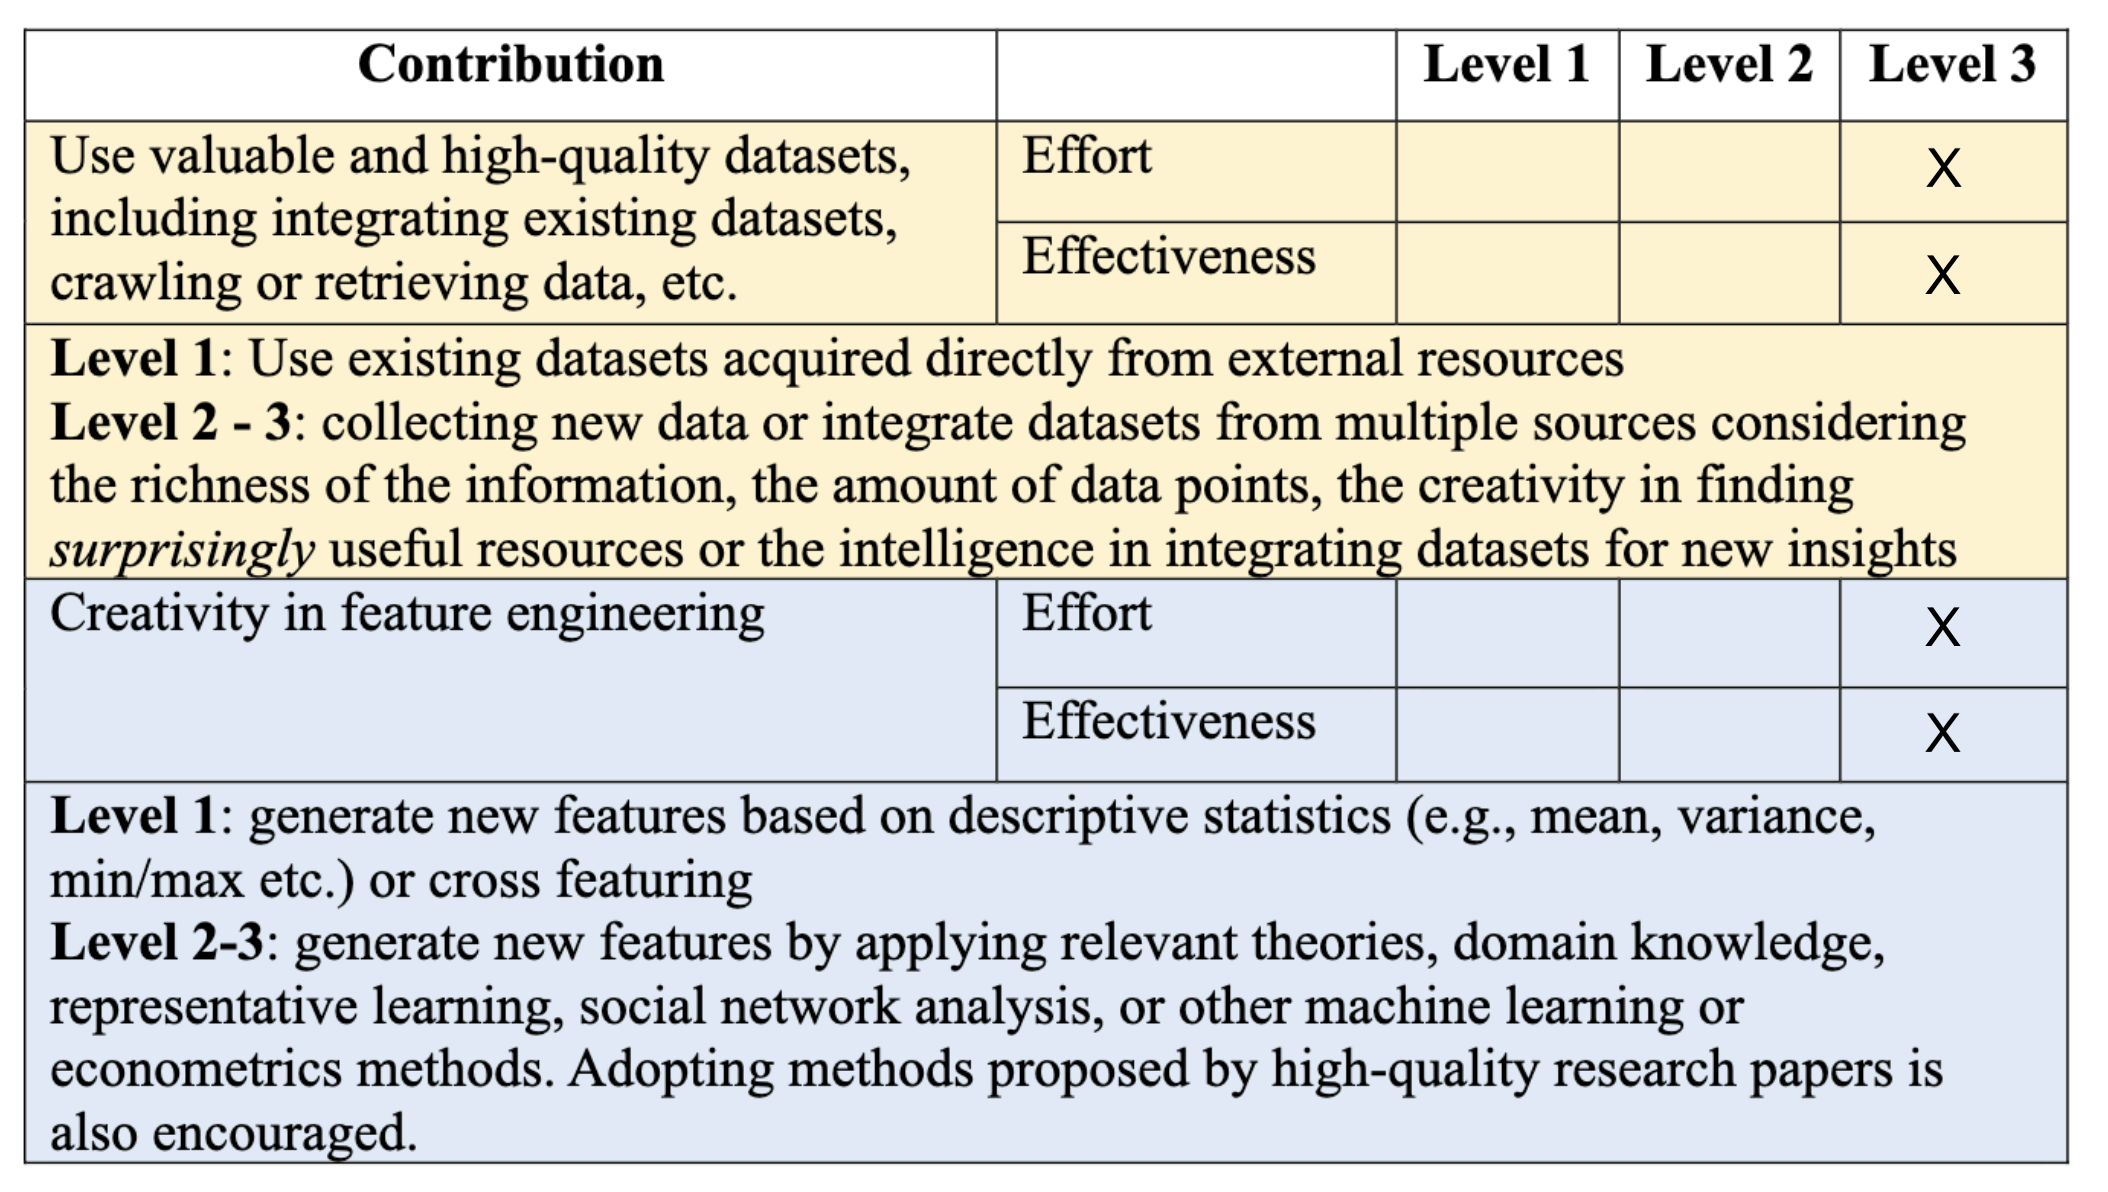 Contribution Level 1 Level 2 Level 3
Use valuable and high-quality datasets,
including integrating existing datasets,
crawling or retrieving data, etc.
Effort X
Effectiveness X
Level 1: Use existing datasets acquired directly from external resources
Level 2 - 3: collecting new data or integrate datasets from multiple sources considering
the richness of the information, the amount of data points, the creativity in finding
surprisingly useful resources or the intelligence in integrating datasets for new insights
Creativity in feature engineering
Effort X
Effectiveness X
Level 1: generate new features based on descriptive statistics (e.g., mean, variance,
min/max etc.) or cross featuring
Level 2-3: generate new features by applying relevant theories, domain knowledge,
representative learning, social network analysis, or other machine learning or
econometrics methods. Adopting methods proposed by high-quality research papers is
also encouraged.